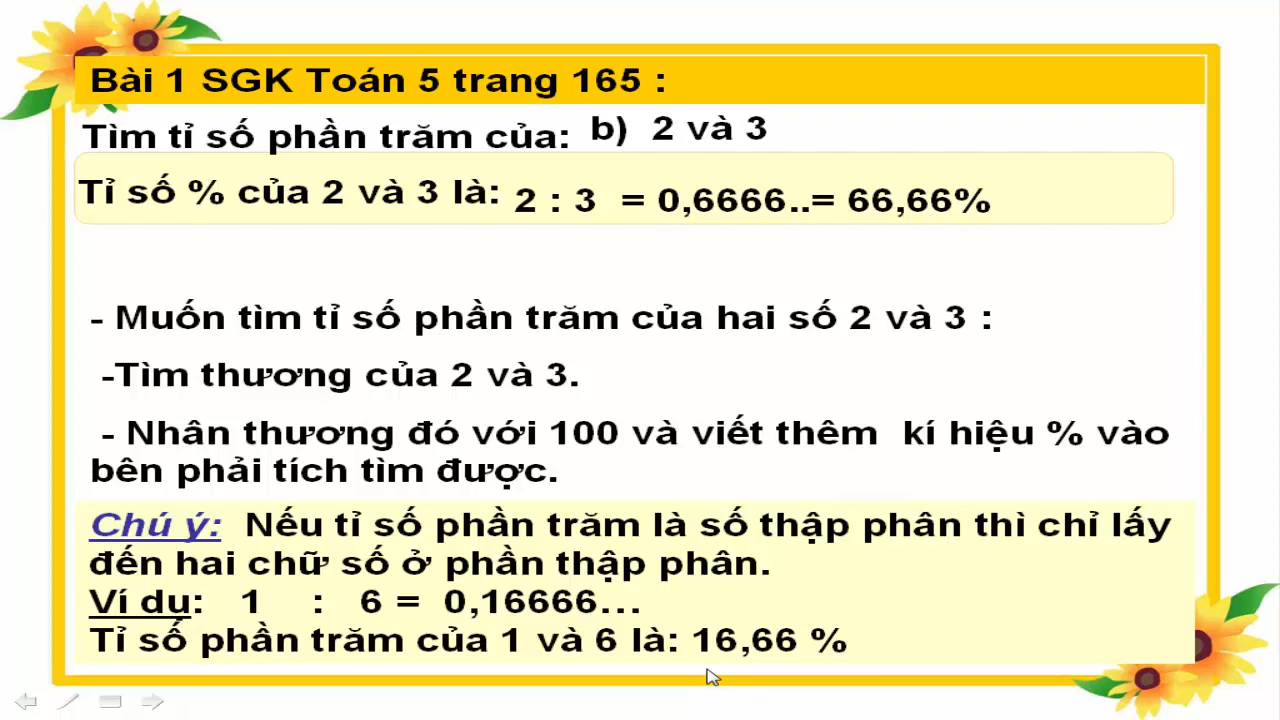 Bài 1 SGK Toán 5 trang 165 :
Tìm tỉ số phần trăm của: b) 2 và 3
Tỉ số % của 2 và 3 là: 2 : 3 = 0,6666..= 66,66%
- Muốn tìm tỉ số phần trăm của hai số 2 và 3 :
-Tìm thương của 2 và 3.
- Nhân thương đó với 100 và viết thêm kí hiệu % vào
bên phải tích tìm được.
Chú ý: Nếu tỉ số phần trăm là số thập phân thì chỉ lấy
đến hai chữ số ở phần thập phân.
Ví dụ: 1 : 6 = 0,16666...
Tỉ số phần trăm của 1 và 6 là: 16,66 %